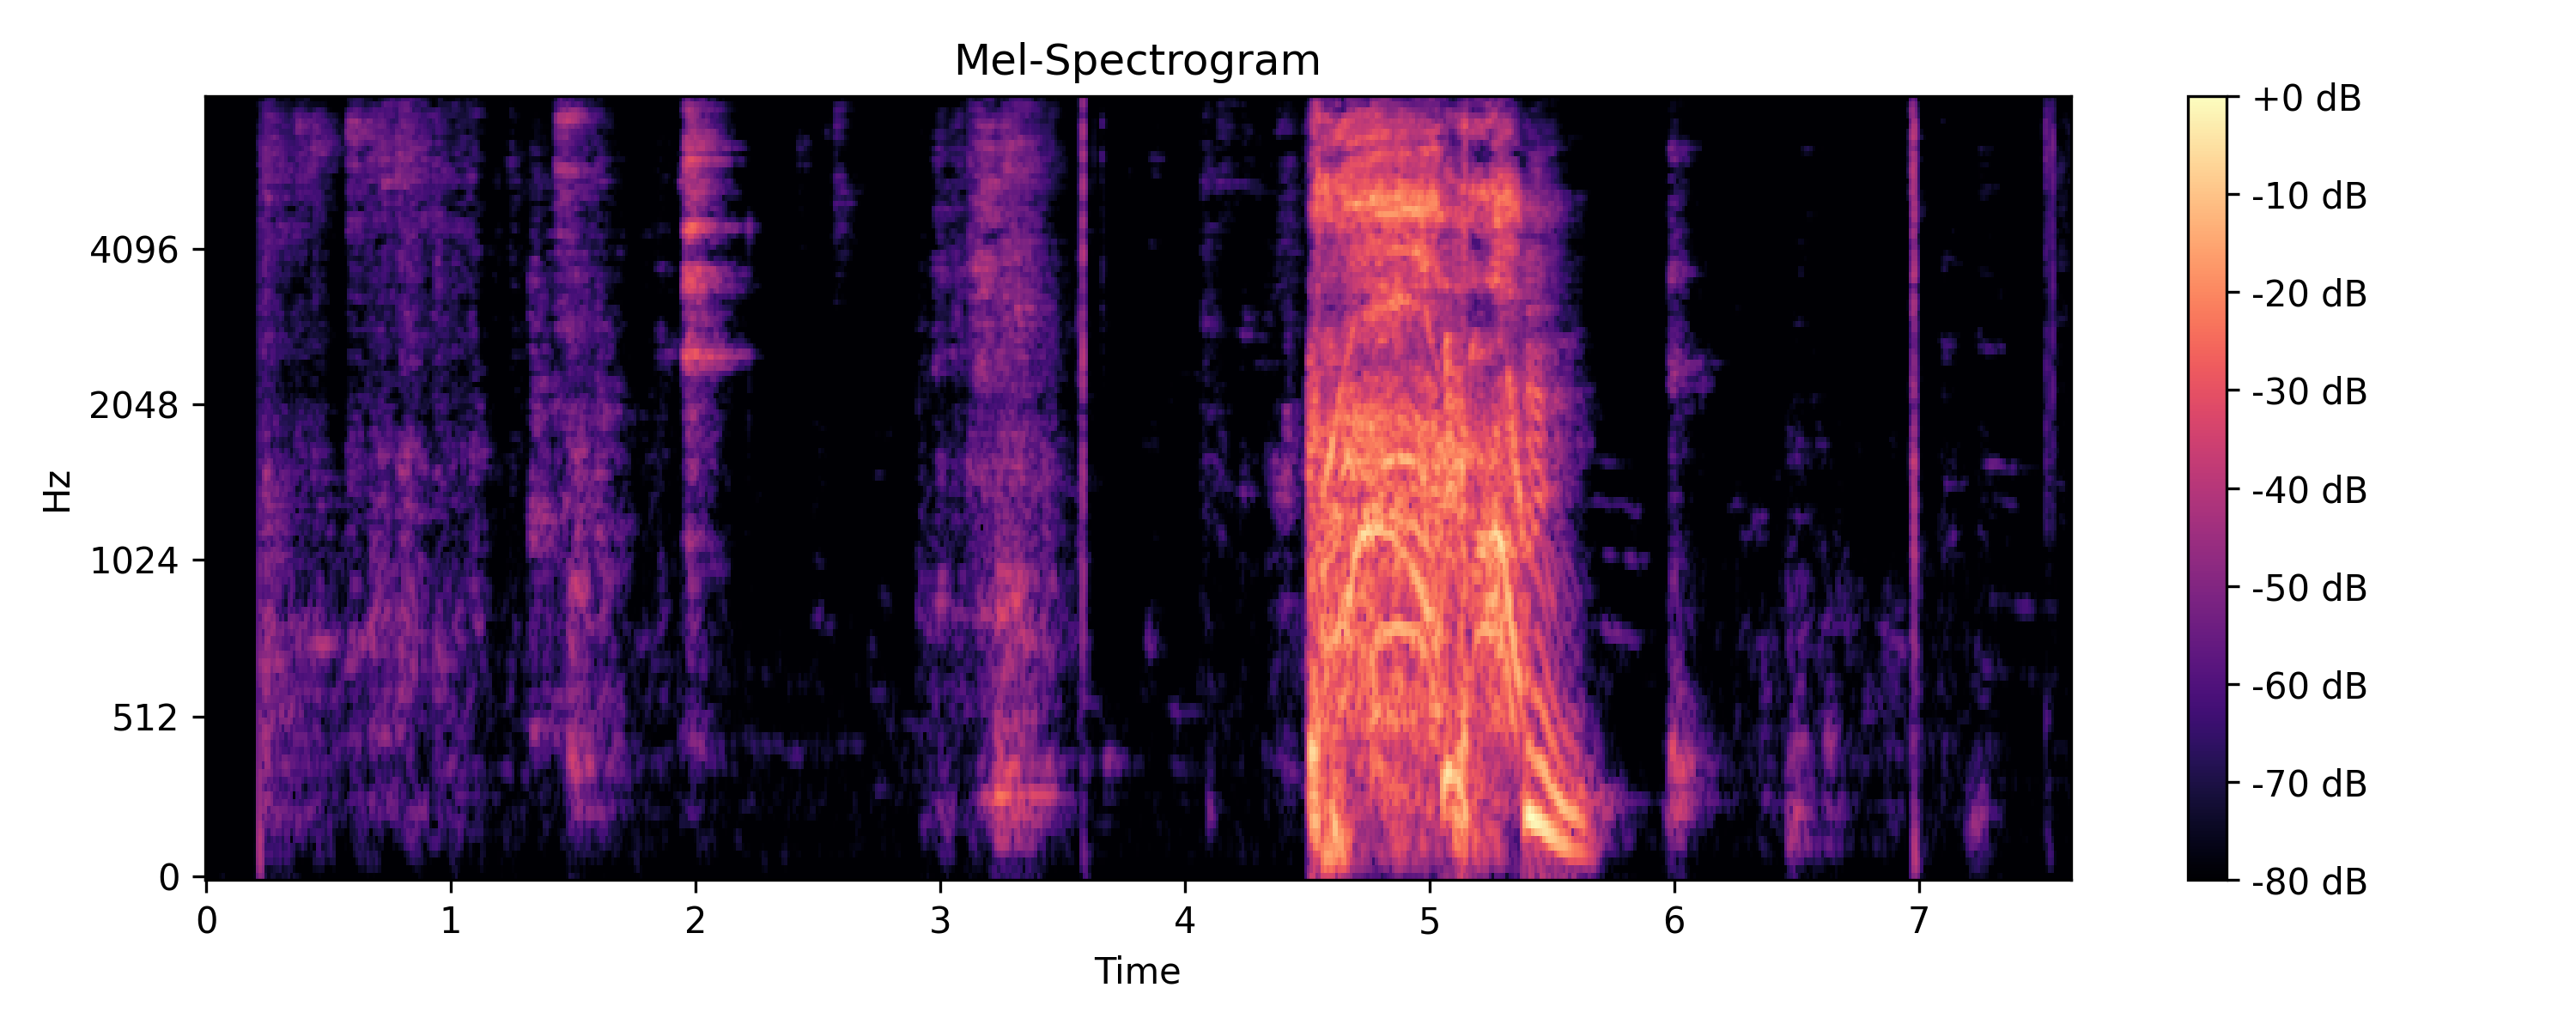 Mel-Spectrogram
+0 dB
-10 dB
-20 dB
-30 dB
-40 dB
-50 dB
-60 dB
-70 dB
-80 dB
4096
2048
1024
512
0
Hz
0 1 2 3 4 5 6 7
Time